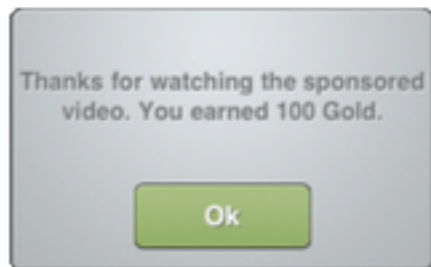 Thanks for watching the sponsored
video. You earned 100 Gold.
Ok